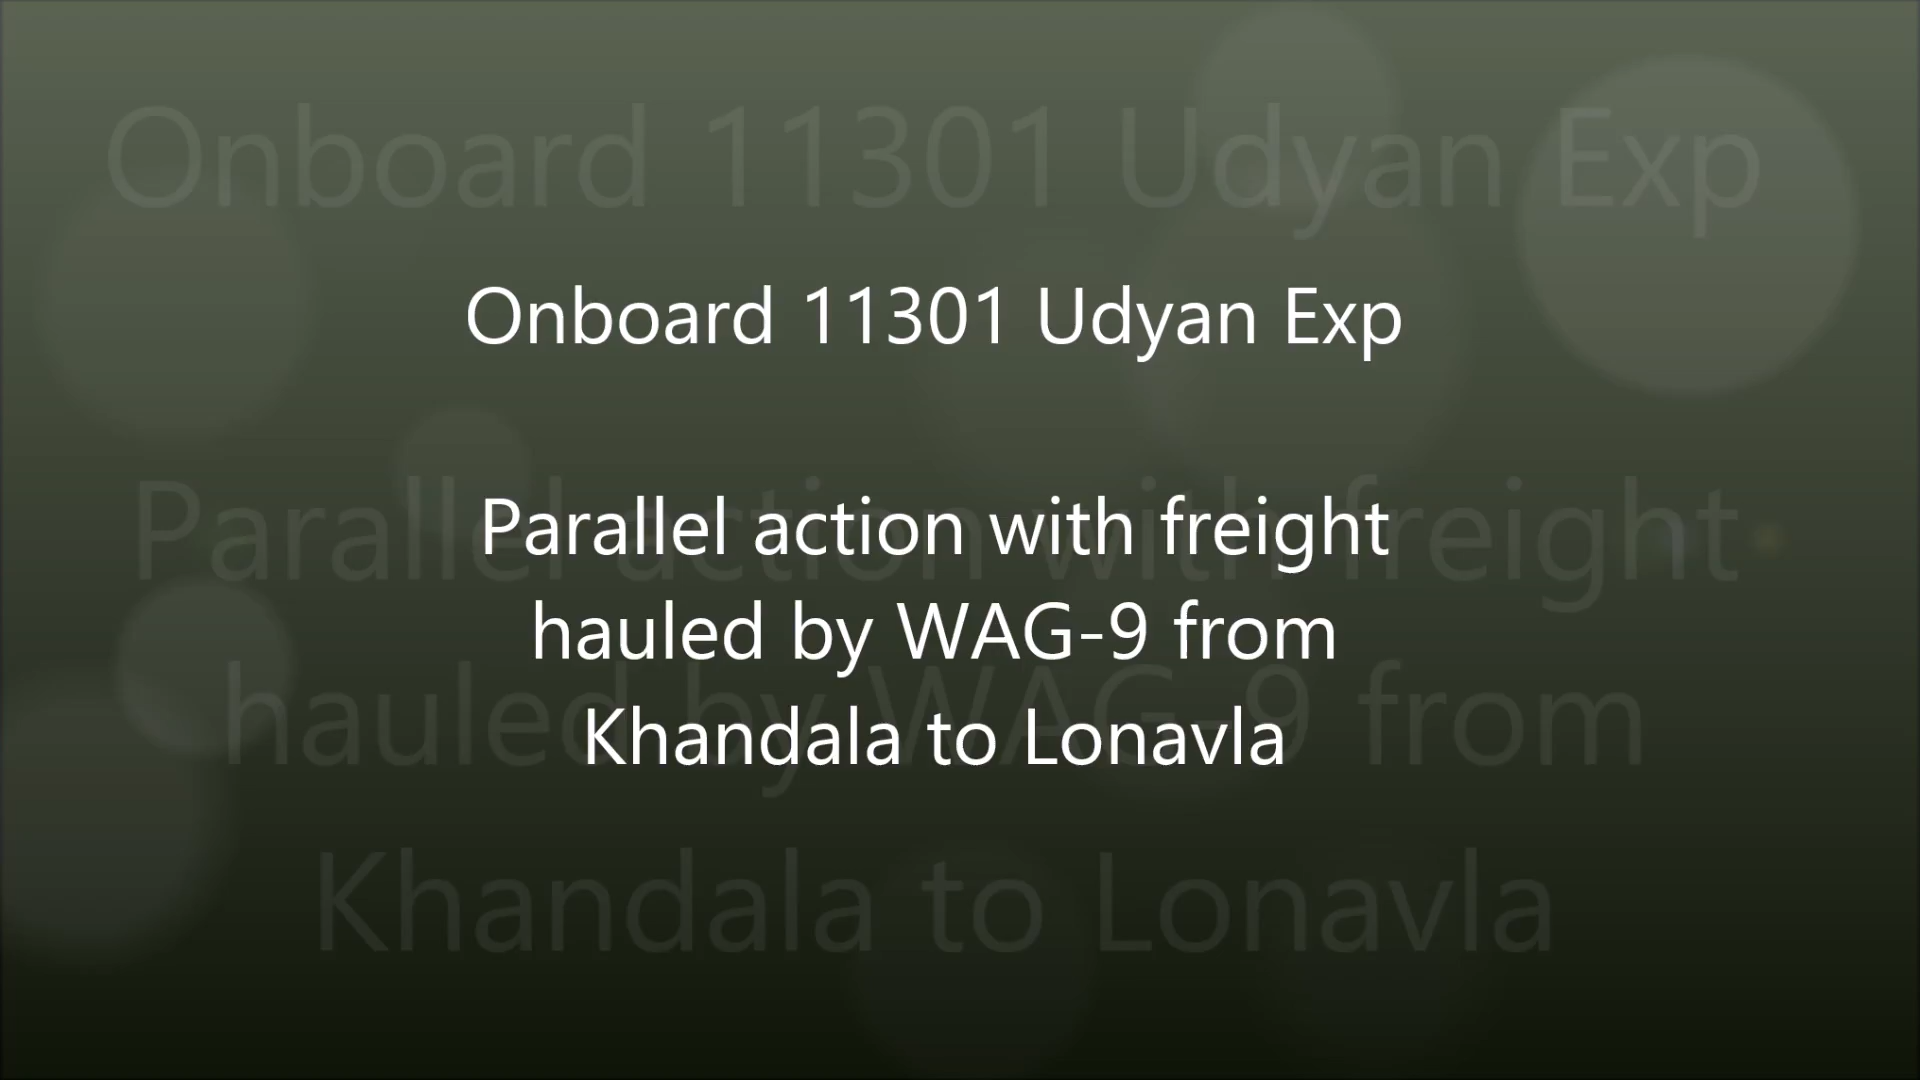 Onboard 11301 Udyan Exp
Parallel action with freight
hauled by WAG-9 from
Khandala to Lonavla